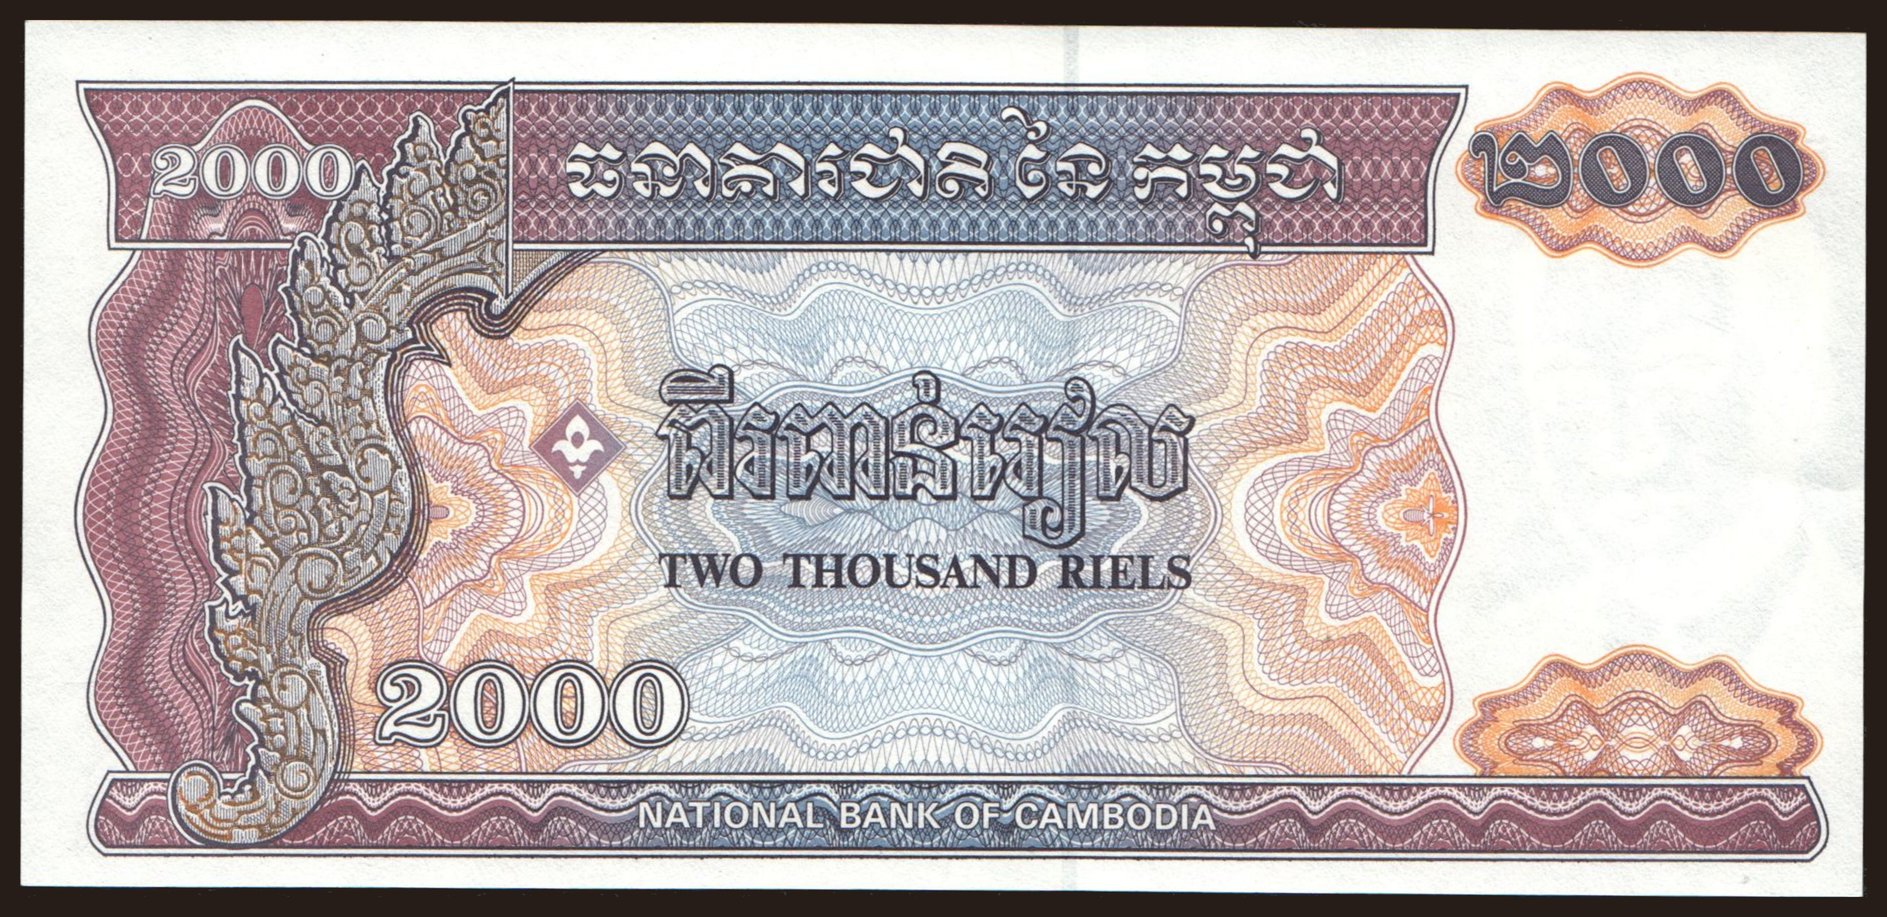 2000
ធនាគារជាតិ នៃ កម្ពុជា
២០០០
ពីរពាន់រៀល
TWO THOUSAND RIELS
2000
NATIONAL BANK OF CAMBODIA